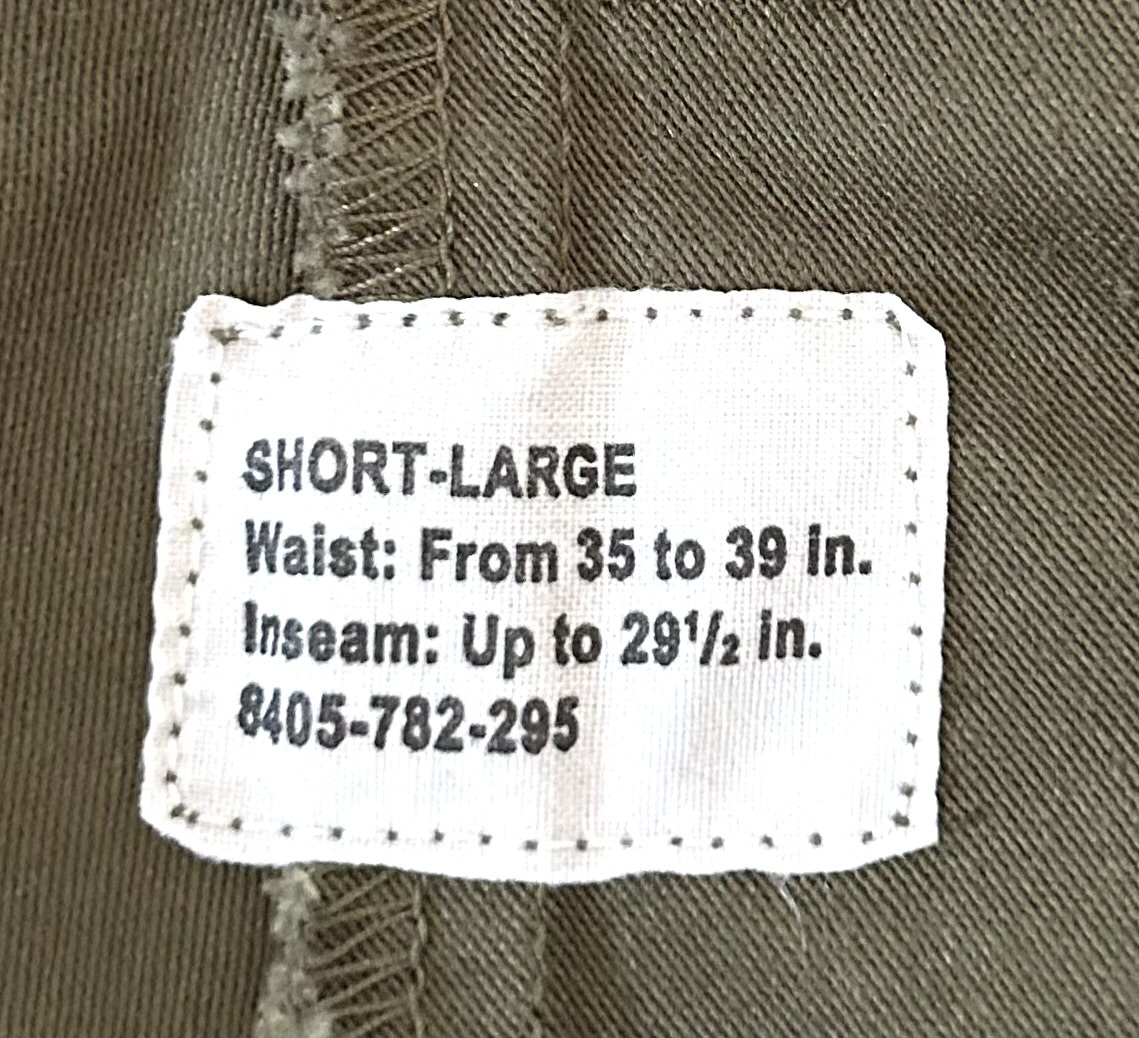 SHORT-LARGE
Waist: From 35 to 39 in.
Inseam: Up to 29½ in.
8405-782-295